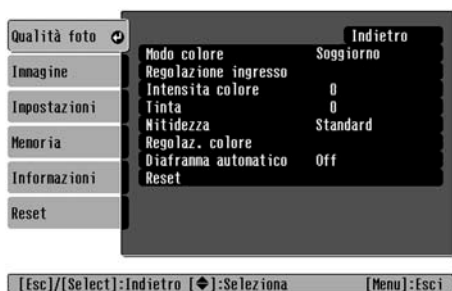 Qualità foto
Immagine
Impostazioni
Memoria
Informazioni
Reset
Indietro
Modo colore Soggiorno
Regolazione ingresso
Intensita colore 0
Tinta 0
Nitidezza Standard
Regolaz. colore
Diaframma automatico Off
Reset
[Esc]/[Select]:Indietro [◆]:Seleziona [Menu]:Esci